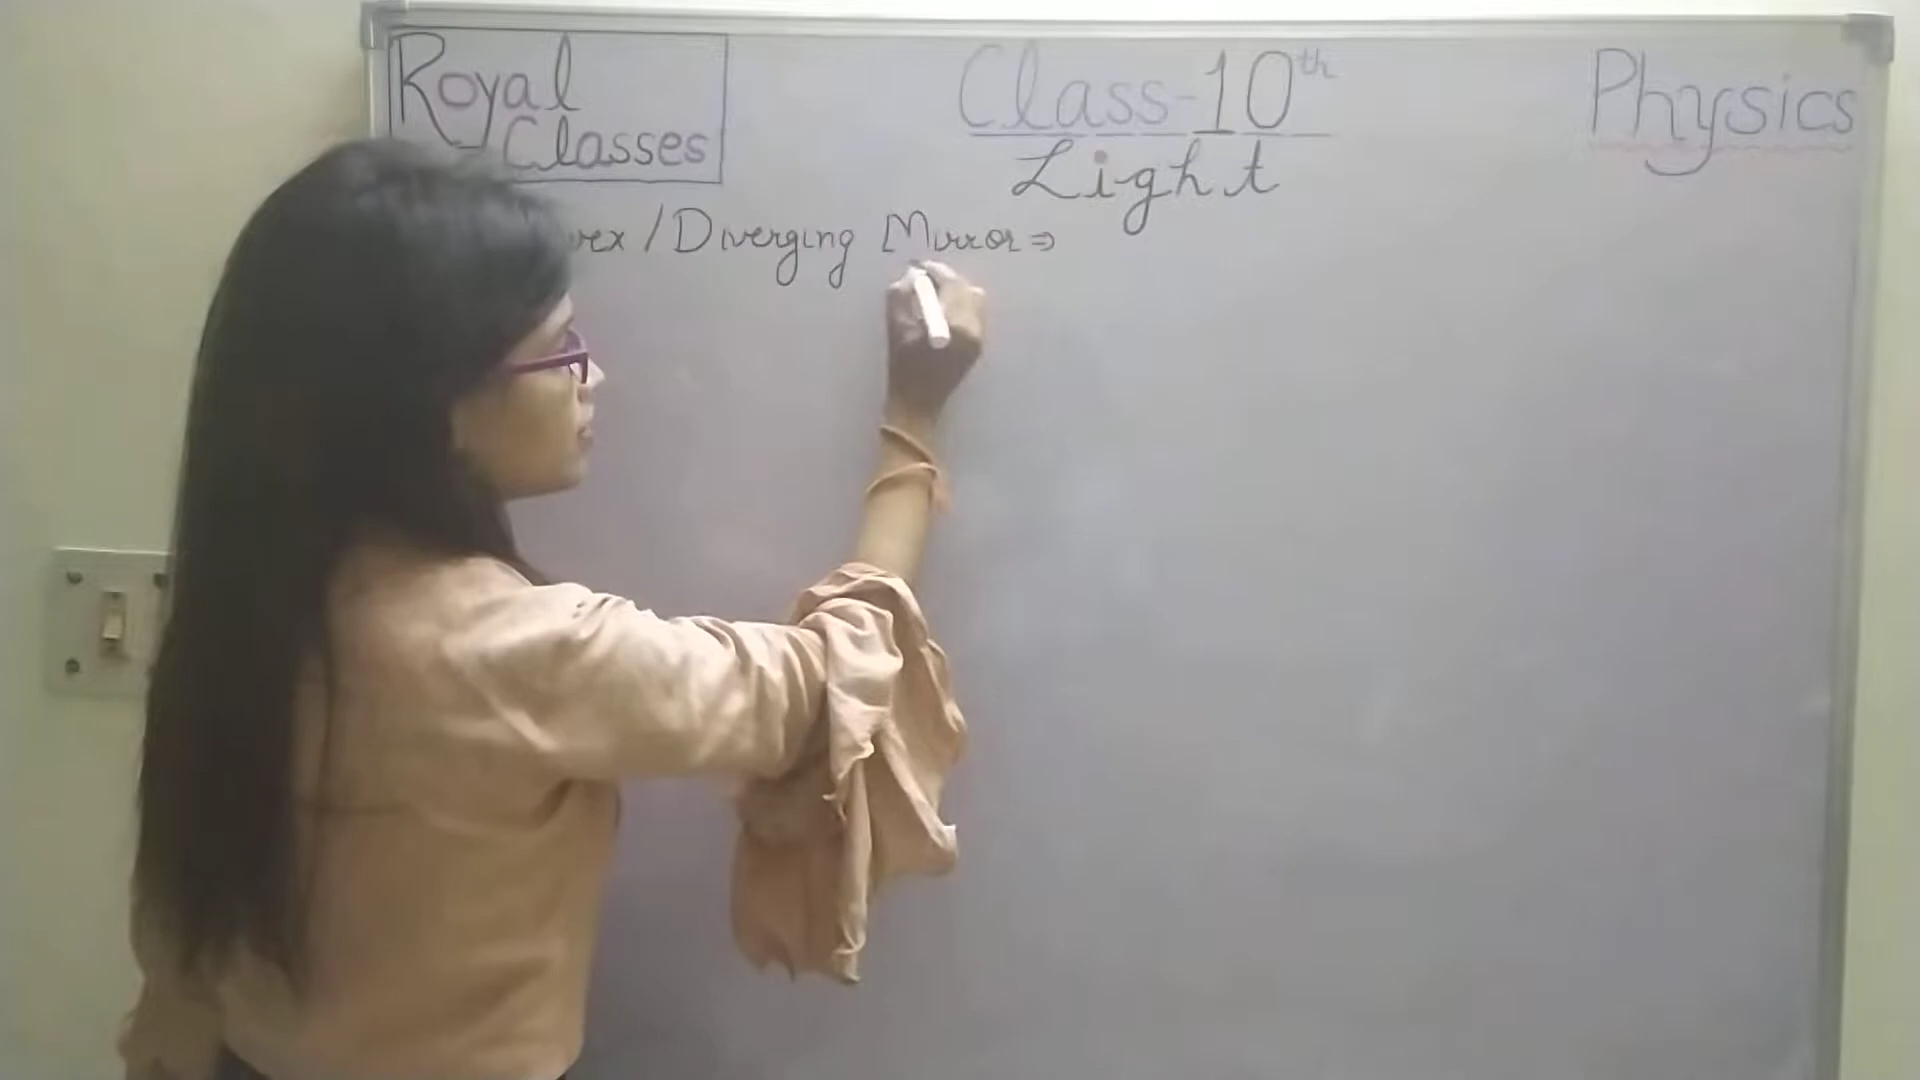 Royal
Classes
Class-10th
Light
Physics
vex / Diverging Mirror ⇒